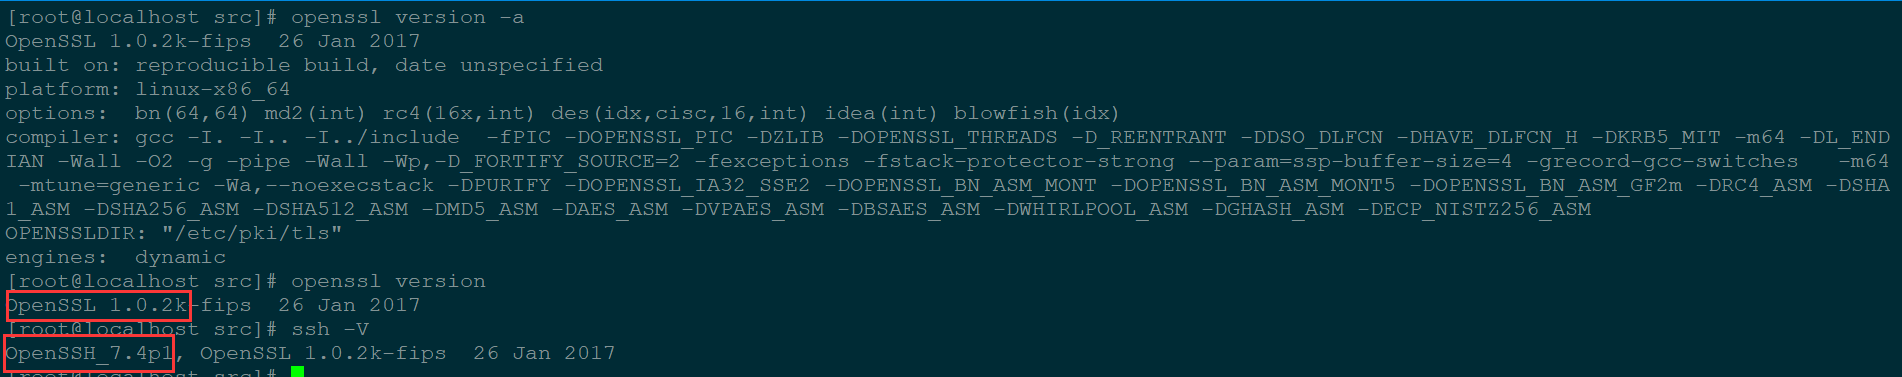 [root@localhost src]# openssl version -a
OpenSSL 1.0.2k-fips  26 Jan 2017
built on: reproducible build, date unspecified
platform: linux-x86_64
options:  bn(64,64) md2(int) rc4(16x,int) des(idx,cisc,16,int) idea(int) blowfish(idx)
compiler: gcc -I. -I.. -I../include  -fPIC -DOPENSSL_PIC -DZLIB -DOPENSSL_THREADS -D_REENTRANT -DDSO_DLFCN -DHAVE_DLFCN_H -DKRB5_MIT -m64 -DL_END
IAN -Wall -O2 -g -pipe -Wall -Wp,-D_FORTIFY_SOURCE=2 -fexceptions -fstack-protector-strong --param=ssp-buffer-size=4 -grecord-gcc-switches   -m64
 -mtune=generic -Wa,--noexecstack -DPURIFY -DOPENSSL_IA32_SSE2 -DOPENSSL_BN_ASM_MONT -DOPENSSL_BN_ASM_MONT5 -DOPENSSL_BN_ASM_GF2m -DRC4_ASM -DSHA
1_ASM -DSHA256_ASM -DSHA512_ASM -DMD5_ASM -DAES_ASM -DVPAES_ASM -DBSAES_ASM -DWHIRLPOOL_ASM -DGHASH_ASM -DECP_NISTZ256_ASM
OPENSSLDIR: "/etc/pki/tls"
engines:  dynamic
[root@localhost src]# openssl version
OpenSSL 1.0.2k-fips  26 Jan 2017
[root@localhost src]# ssh -V
OpenSSH_7.4p1, OpenSSL 1.0.2k-fips  26 Jan 2017
[root@localhost src]#